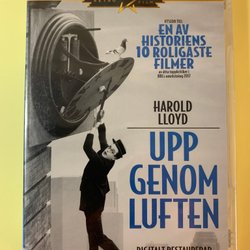 UTSEDD TILL
EN AV
HISTORIENS
10 ROLIGASTE
FILMER
HAROLD
LLOYD
UPP
GENOM
LUFTEN
DIGITALT RESTAURERAD